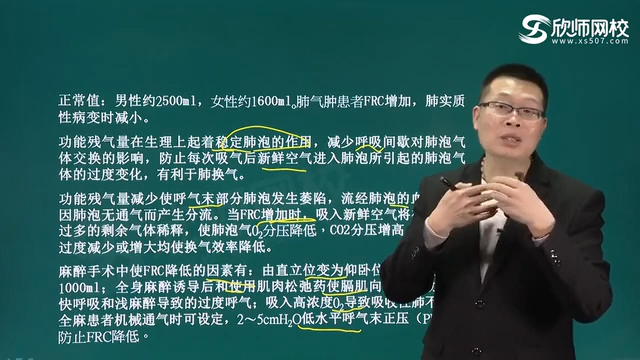 欣师网校
www.xs507.com
正常值：男性约2500ml，女性约1600ml。肺气肿患者FRC增加，肺实质
性病变时减小。
功能残气量在生理上起着稳定肺泡的作用，减少呼吸间歇对肺泡气
体交换的影响，防止每次吸气后新鲜空气进入肺泡所引起的肺泡气
体的过度变化，有利于肺换气。
功能残气量减少使呼气末部分肺泡发生萎陷，流经肺泡的
因肺泡无通气而产生分流。当FRC增加时，吸入新鲜空气将
过多的剩余气体稀释，使肺泡气O2分压降低，CO2分压增高
过度减少或增大均使换气效率降低。
麻醉手术中使FRC降低的因素有：由直立位变为仰卧位
1000ml；全身麻醉诱导后和使用肌肉松弛药使膈肌向
快呼吸和浅麻醉导致的过度呼气；吸入高浓度O2导致吸收性肺不
全麻患者机械通气时可设定，2～5cmH2O低水平呼气末正压（P
防止FRC降低。